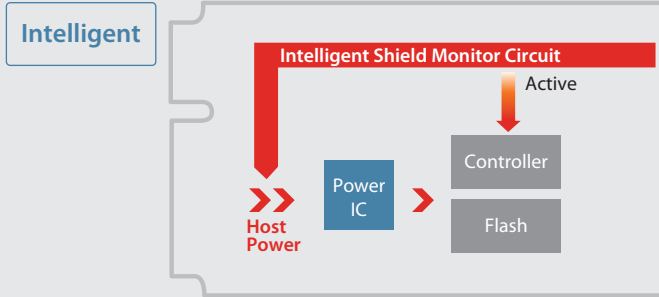 Intelligent
Intelligent Shield Monitor Circuit
Active
Controller
Power
IC
Flash
Host
Power